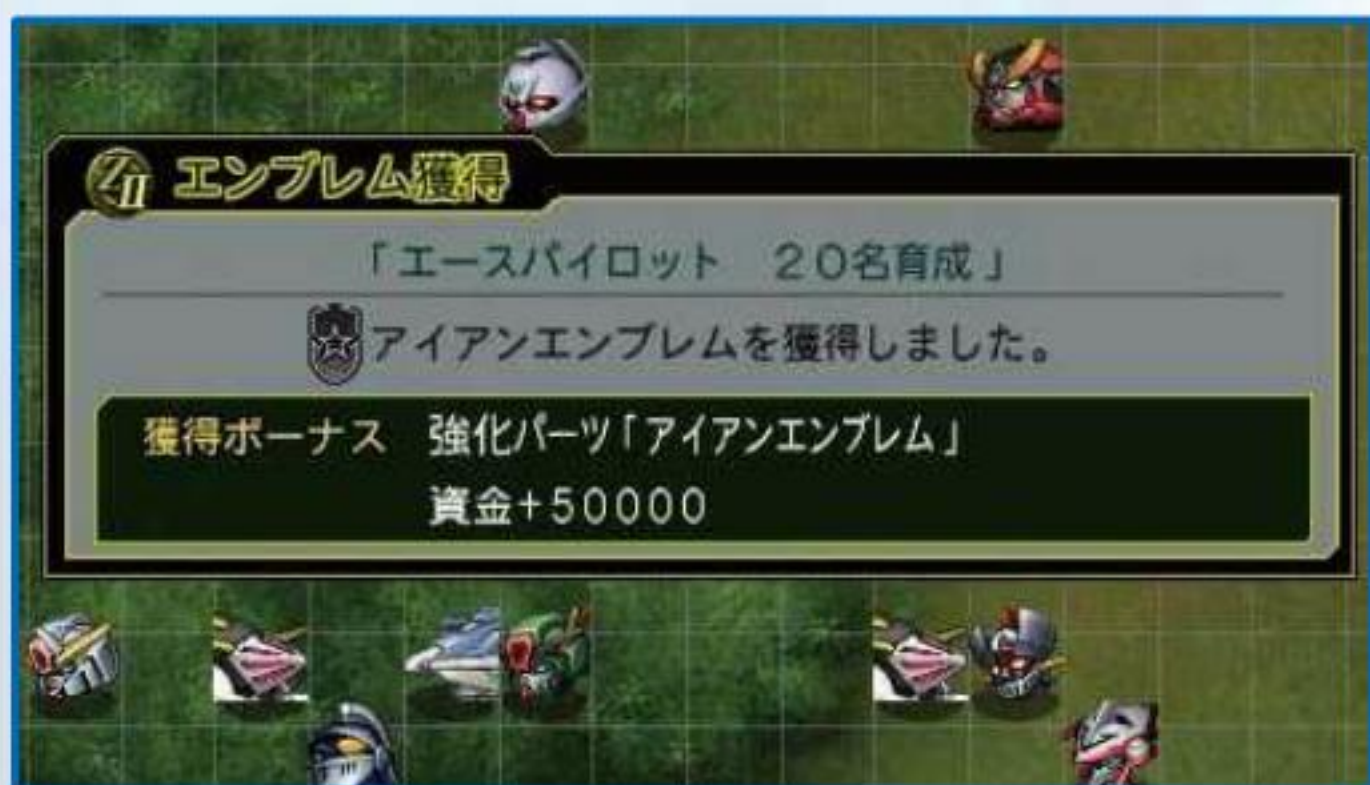 ZII エンブレム獲得
「エースパイロット　２０名育成」
アイアンエンブレムを獲得しました。
獲得ボーナス　強化パーツ「アイアンエンブレム」
資金+50000